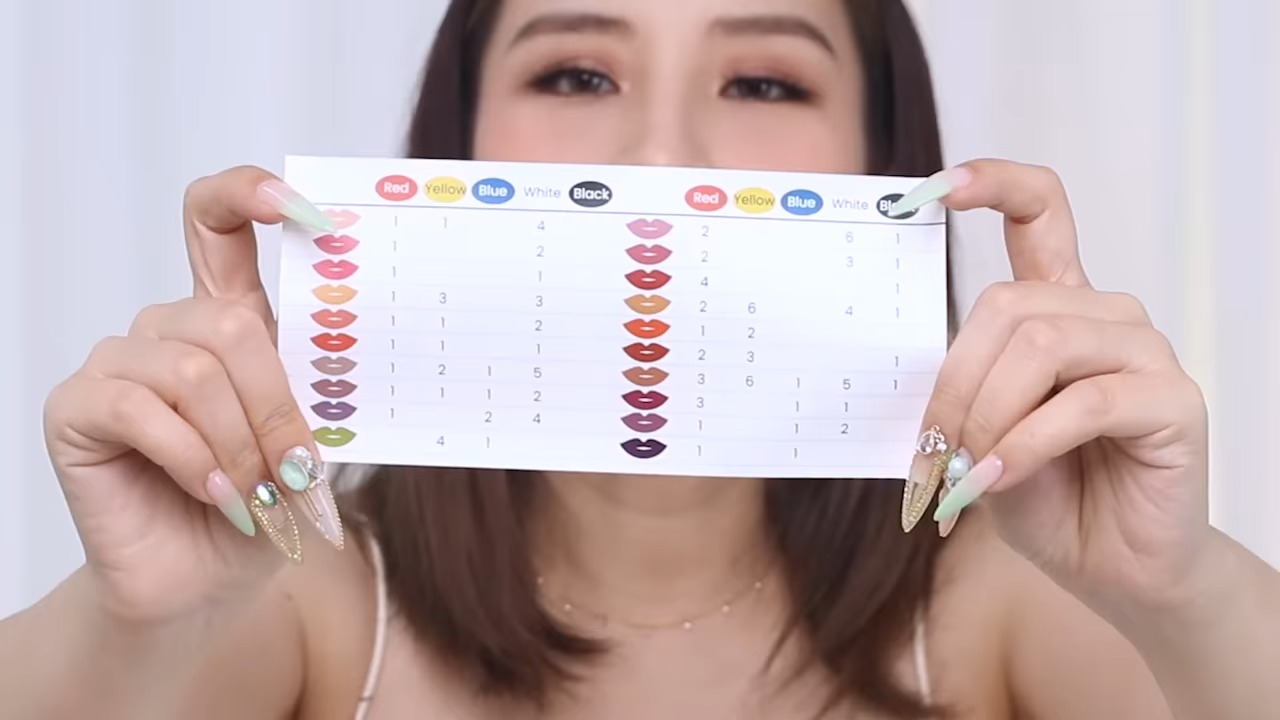 Red Yellow Blue White Black Red Yellow Blue White Black
1 1 4 2 6 1
1 2 2 3 1
1 1 4 1
1 3 3 2 6 4 1
1 1 2 1 2
1 1 1 2 3 1
1 2 1 5 3 6 1 5 1
1 1 1 2 3 1 1
1 2 4 1 1 2
4 1 1 1